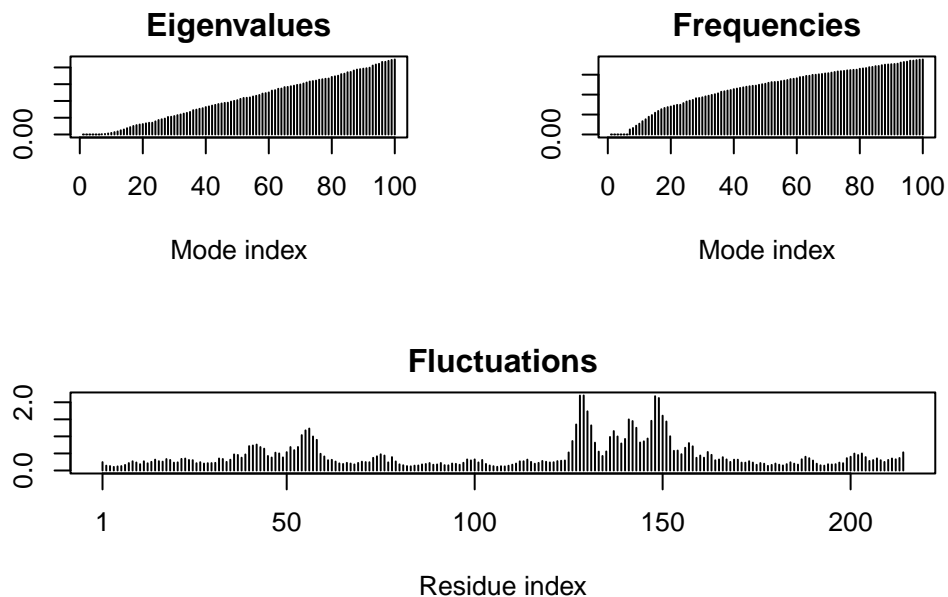 Eigenvalues
0.00
0 20 40 60 80 100
Mode index
Frequencies
0.00
0 20 40 60 80 100
Mode index
Fluctuations
2.0
0.0
1 50 100 150 200
Residue index